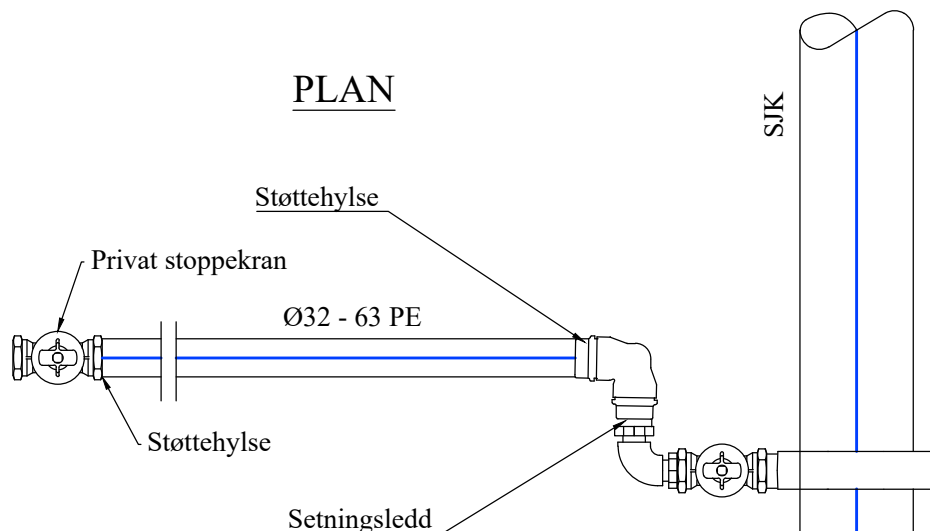 PLAN
SJK
Støttehylse
Privat stoppekran
Ø32 - 63 PE
Støttehylse
Setningsledd